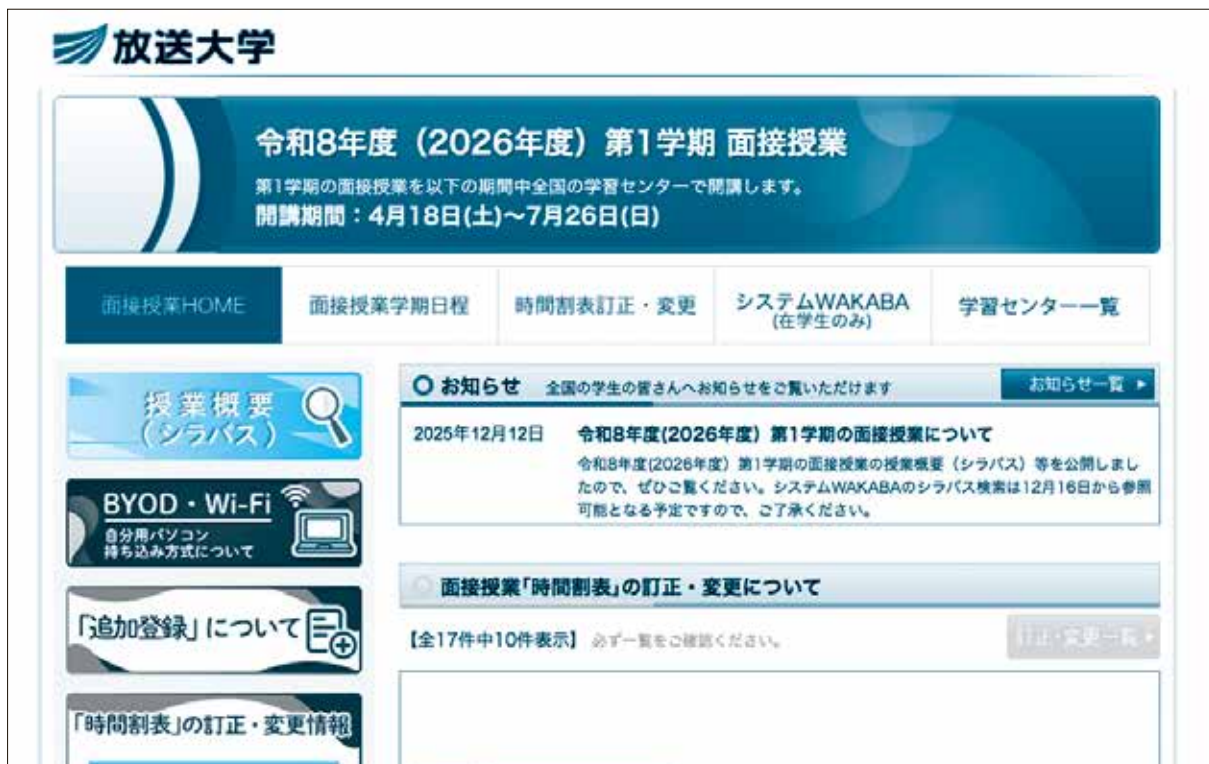 放送大学
令和8年度（2026年度）第1学期 面接授業
第1学期の面接授業を以下の期間中全国の学習センターで開講します。
開講期間：4月18日(土)～7月26日(日)
面接授業HOME
面接授業学期日程
時間割表訂正・変更
システムWAKABA
(在学生のみ)
学習センター一覧
授業概要
（シラバス）
BYOD・Wi-Fi
自分用パソコン
持ち込み方式について
「追加登録」について
「時間割表」の訂正・変更情報
お知らせ 全国の学生の皆さんへお知らせをご覧いただけます
お知らせ一覧
2025年12月12日
令和8年度(2026年度）第1学期の面接授業について
令和8年度(2026年度）第1学期の面接授業の授業概要（シラバス）等を公開しまし
たので、ぜひご覧ください。システムWAKABAのシラバス検索は12月16日から参照
可能となる予定ですので、ご了承ください。
面接授業｢時間割表｣の訂正・変更について
【全17件中10件表示】 必ず一覧をご確認ください。
訂正・変更一覧